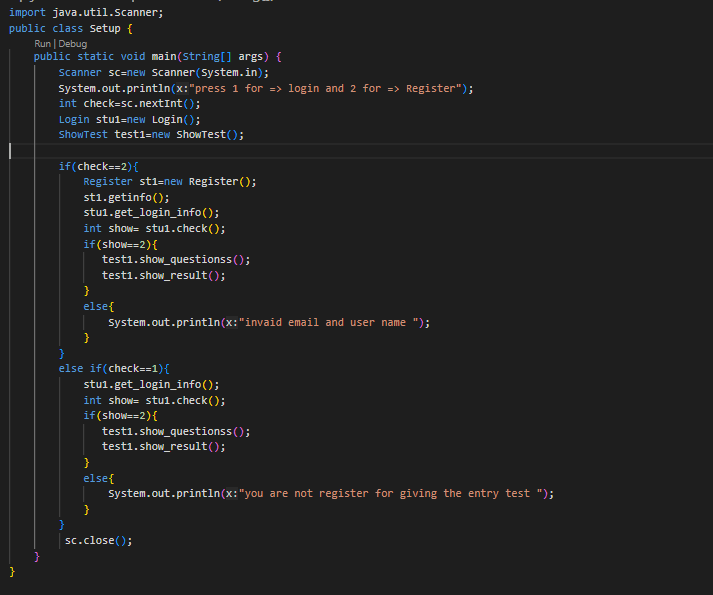 import java.util.Scanner;
public class Setup {
Run | Debug
public static void main(String[] args) {
Scanner sc=new Scanner(System.in);
System.out.println(x:"press 1 for => login and 2 for => Register");
int check=sc.nextInt();
Login stu1=new Login();
ShowTest test1=new ShowTest();
if(check==2){
Register st1=new Register();
st1.getinfo();
stu1.get_login_info();
int show= stu1.check();
if(show==2){
test1.show_questionss();
test1.show_result();
}
else{
System.out.println(x:"invaid email and user name ");
}
}
else if(check==1){
stu1.get_login_info();
int show= stu1.check();
if(show==2){
test1.show_questionss();
test1.show_result();
}
else{
System.out.println(x:"you are not register for giving the entry test ");
}
}
sc.close();
}
}